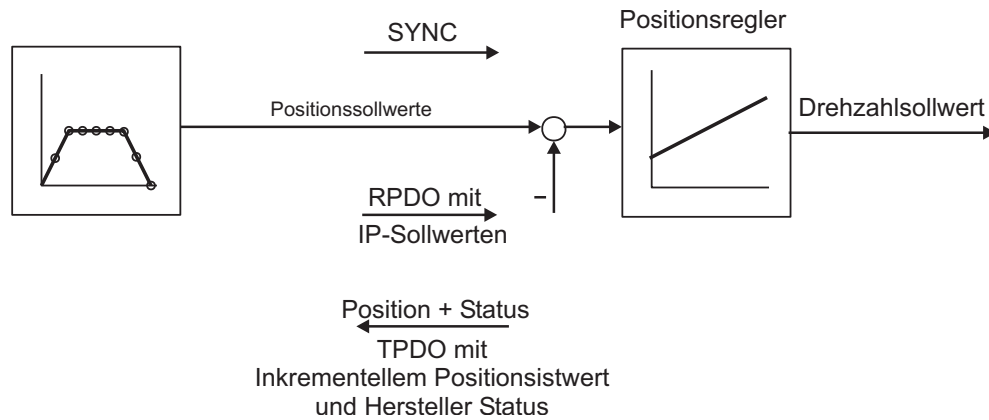 Positionsregler
SYNC
Positionssollwerte
Drehzahlsollwert
–
RPDO mit
IP-Sollwerten
Position + Status
TPDO mit
Inkrementellem Positionsistwert
und Hersteller Status